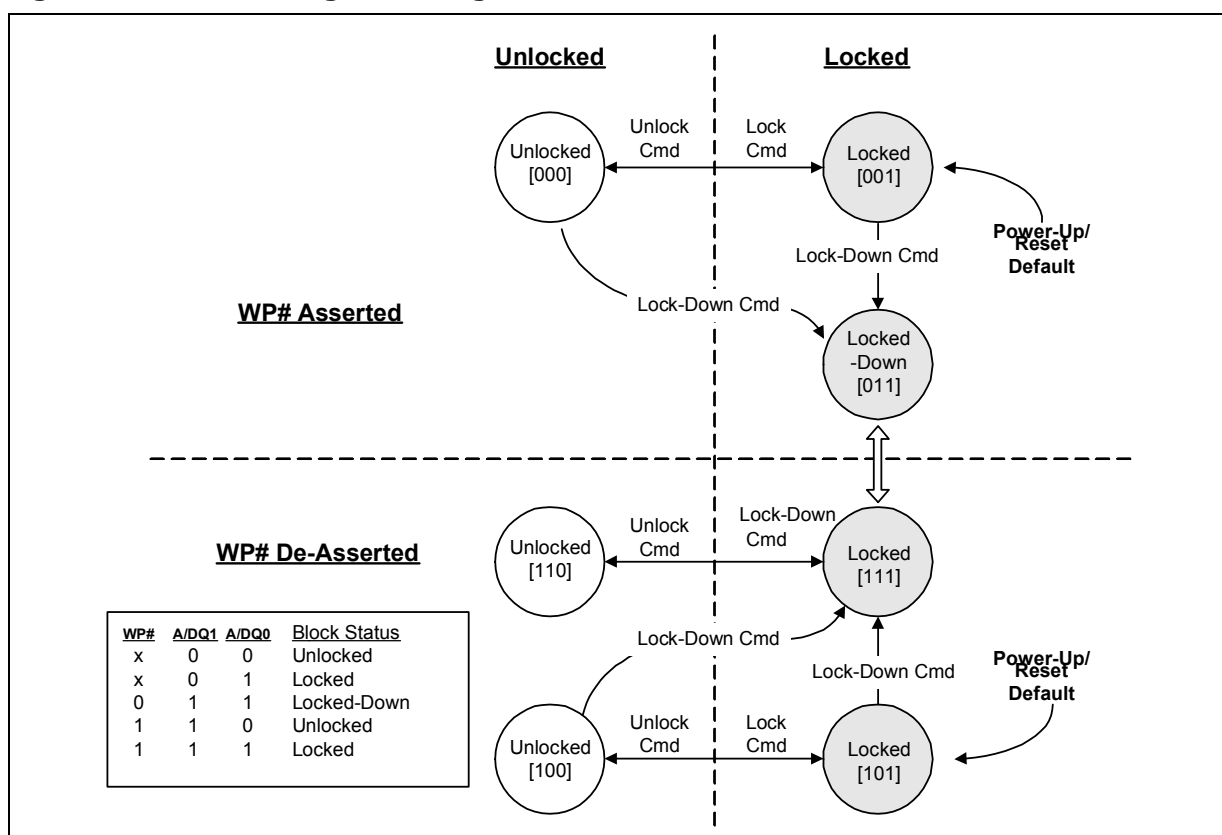 Unlocked
Locked
Unlocked
[000]
Unlock
Cmd
Lock
Cmd
Locked
[001]
Power-Up/
Reset
Default
Lock-Down Cmd
Lock-Down Cmd
WP# Asserted
Locked
-Down
[011]
WP# De-Asserted
Unlocked
[110]
Unlock
Cmd
Lock-Down
Cmd
Locked
[111]
Lock-Down Cmd
Lock-Down Cmd
Power-Up/
Reset
Default
Unlocked
[100]
Unlock
Cmd
Lock
Cmd
Locked
[101]
WP# A/DQ1 A/DQ0 Block Status
x 0 0 Unlocked
x 0 1 Locked
0 1 1 Locked-Down
1 1 0 Unlocked
1 1 1 Locked